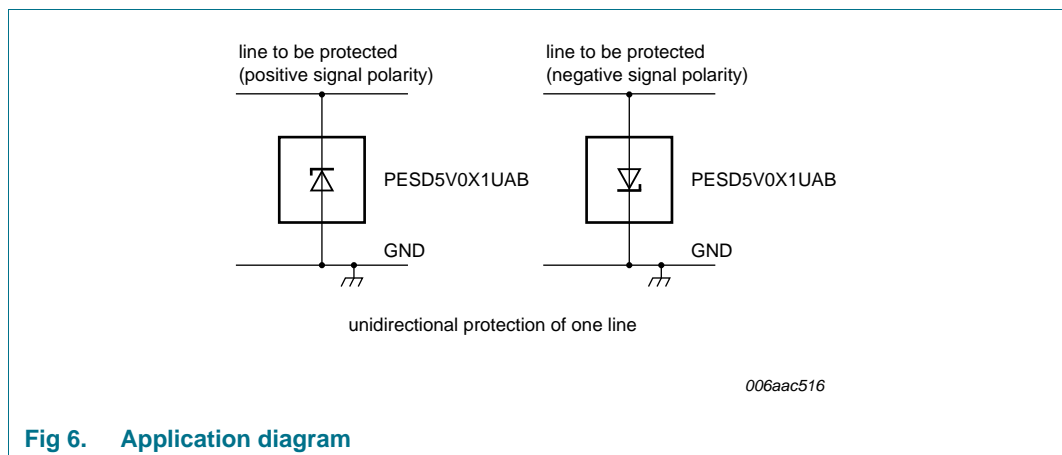 line to be protected
(positive signal polarity)
line to be protected
(negative signal polarity)
PESD5V0X1UAB
PESD5V0X1UAB
GND
GND
unidirectional protection of one line
006aac516
Fig 6. Application diagram